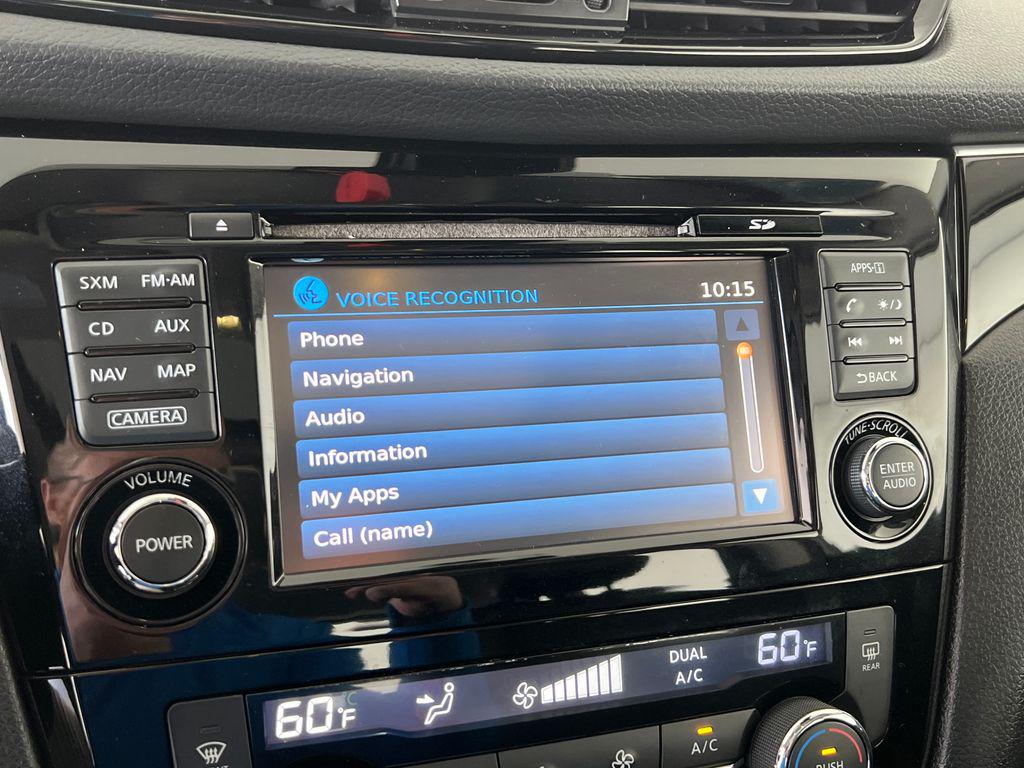 SD
SXM FM·AM
CD AUX
NAV MAP
CAMERA
VOLUME
POWER
VOICE RECOGNITION 10:15
Phone
Navigation
Audio
Information
My Apps
Call (name)
APPS·i
BACK
TUNE·SCROLL
ENTER
AUDIO
60°F
DUAL
A/C
60°F
REAR
A/C
PUSH